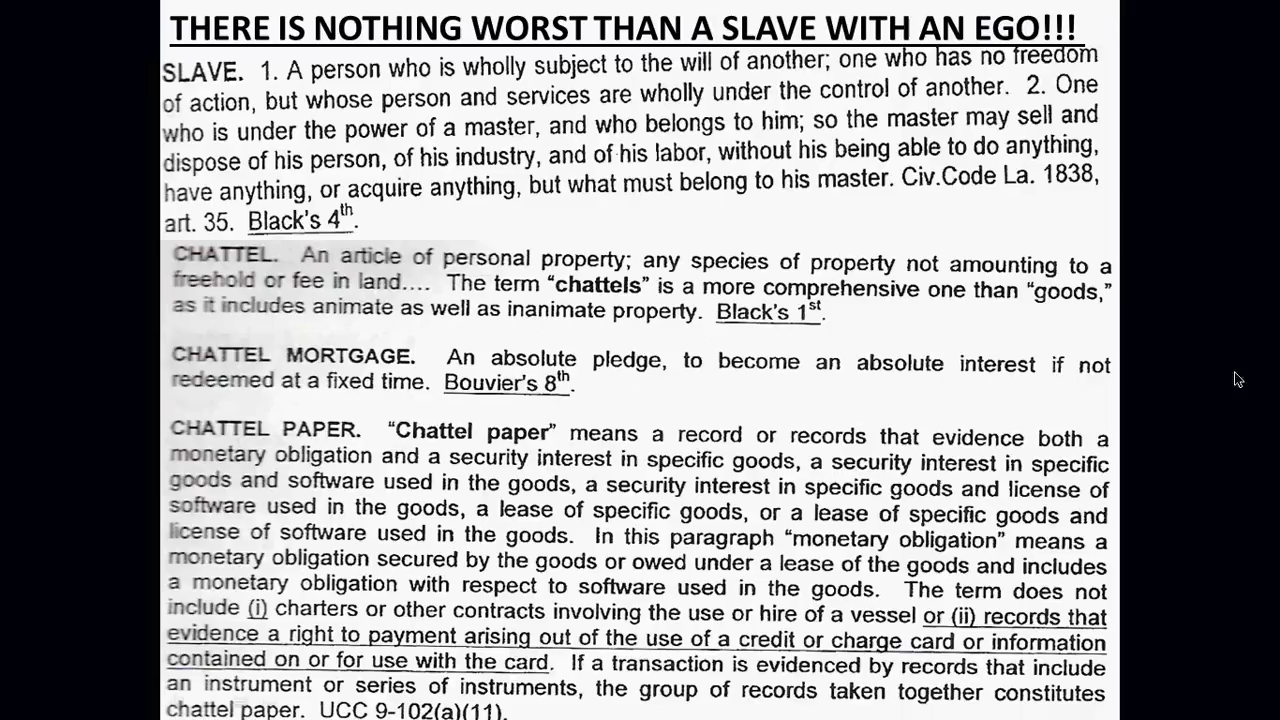 THERE IS NOTHING WORST THAN A SLAVE WITH AN EGO!!!
SLAVE. 1. A person who is wholly subject to the will of another; one who has no freedom
of action, but whose person and services are wholly under the control of another. 2. One
who is under the power of a master, and who belongs to him; so the master may sell and
dispose of his person, of his industry, and of his labor, without his being able to do anything,
have anything, or acquire anything, but what must belong to his master. Civ.Code La. 1838,
art. 35. Black's 4th.
CHATTEL. An article of personal property; any species of property not amounting to a
freehold or fee in land.... The term “chattels” is a more comprehensive one than “goods,”
as it includes animate as well as inanimate property. Black's 1st.
CHATTEL MORTGAGE. An absolute pledge, to become an absolute interest if not
redeemed at a fixed time. Bouvier's 8th.
CHATTEL PAPER. “Chattel paper” means a record or records that evidence both a
monetary obligation and a security interest in specific goods, a security interest in specific
goods and software used in the goods, a security interest in specific goods and license of
software used in the goods, a lease of specific goods, or a lease of specific goods and
license of software used in the goods. In this paragraph “monetary obligation” means a
monetary obligation secured by the goods or owed under a lease of the goods and includes
a monetary obligation with respect to software used in the goods. The term does not
include (i) charters or other contracts involving the use or hire of a vessel or (ii) records that
evidence a right to payment arising out of the use of a credit or charge card or information
contained on or for use with the card. If a transaction is evidenced by records that include
an instrument or series of instruments, the group of records taken together constitutes
chattel paper. UCC 9-102(a)(11).